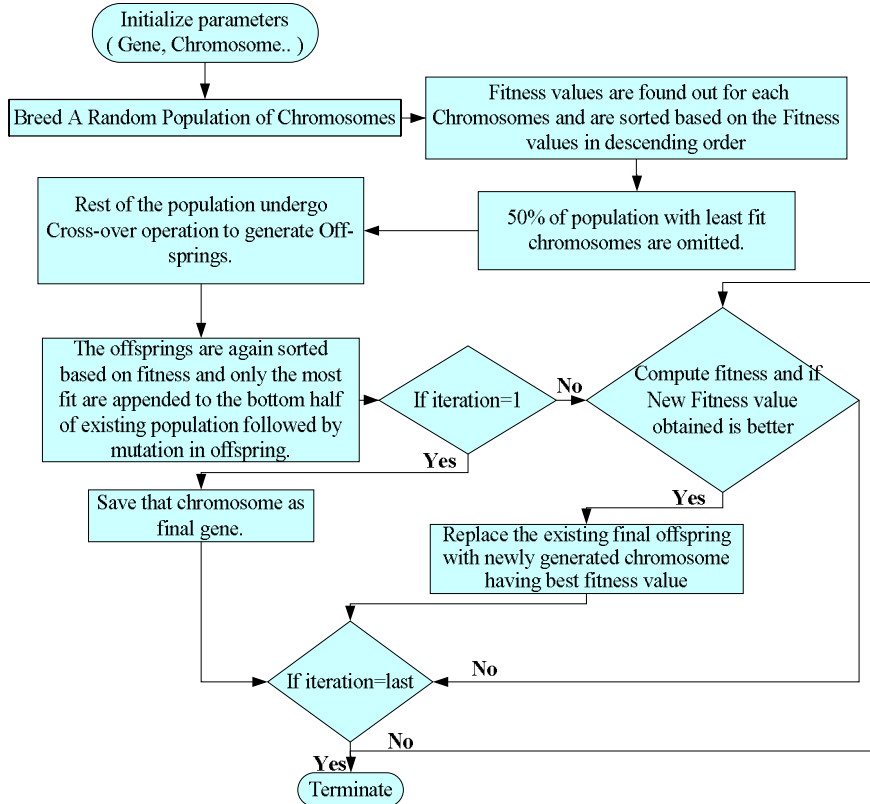 Initialize parameters
( Gene, Chromosome.. )
Breed A Random Population of Chromosomes
Fitness values are found out for each
Chromosomes and are sorted based on the Fitness
values in descending order
50% of population with least fit
chromosomes are omitted.
Rest of the population undergo
Cross-over operation to generate Off-
springs.
The offsprings are again sorted
based on fitness and only the most
fit are appended to the bottom half
of existing population followed by
mutation in offspring.
If iteration=1
No
Yes
Compute fitness and if
New Fitness value
obtained is better
Yes
Save that chromosome as
final gene.
Replace the existing final offspring
with newly generated chromosome
having best fitness value
If iteration=last
No
No
Yes
Terminate